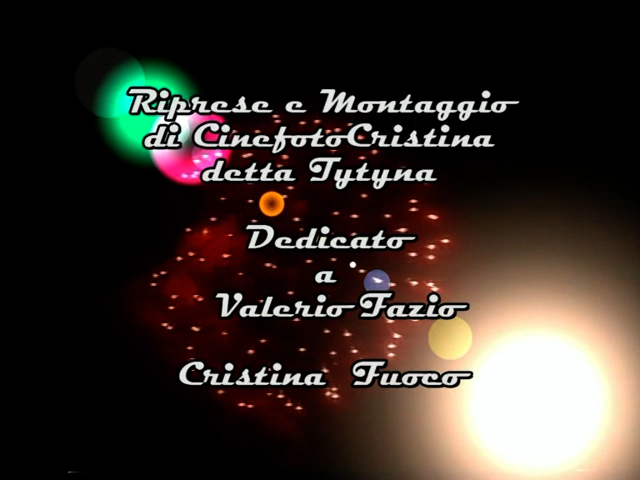 Riprese e Montaggio
di CinefotoCristina
detta Tytyna
Dedicato
a
Valerio Fazio
Cristina Fuoco